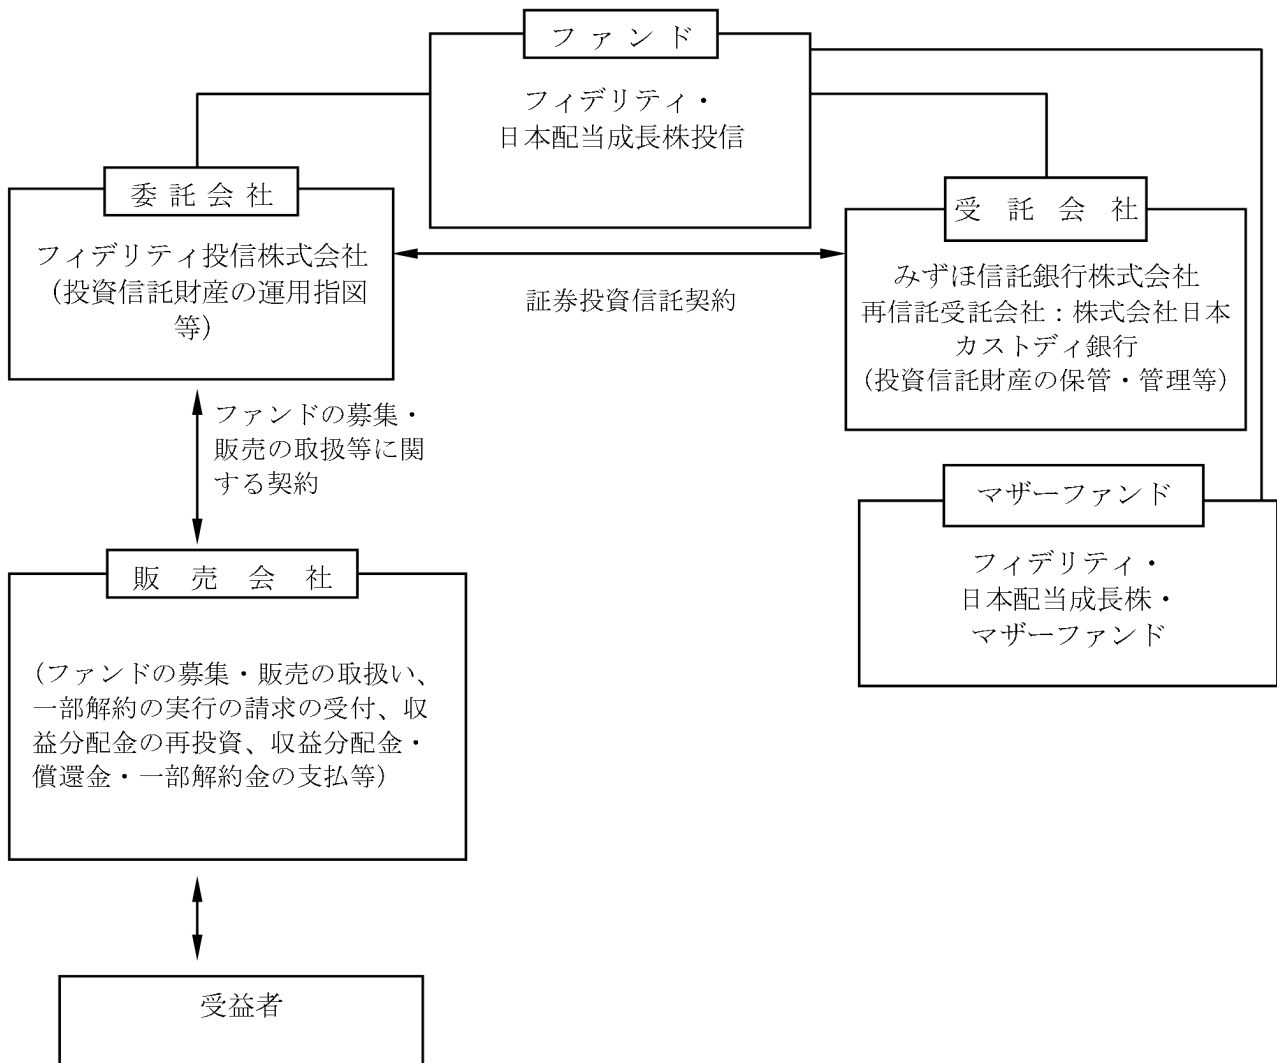 ファンド
フィデリティ・
日本配当成長株投信
委託会社
フィデリティ投信株式会社
（投資信託財産の運用指図
等）
証券投資信託契約
受託会社
みずほ信託銀行株式会社
再信託受託会社：株式会社日本
カストディ銀行
（投資信託財産の保管・管理等）
ファンドの募集・
販売の取扱等に関
する契約
マザーファンド
フィデリティ・
日本配当成長株・
マザーファンド
販売会社
（ファンドの募集・販売の取扱い、
一部解約の実行の請求の受付、収
益分配金の再投資、収益分配金・
償還金・一部解約金の支払等）
受益者